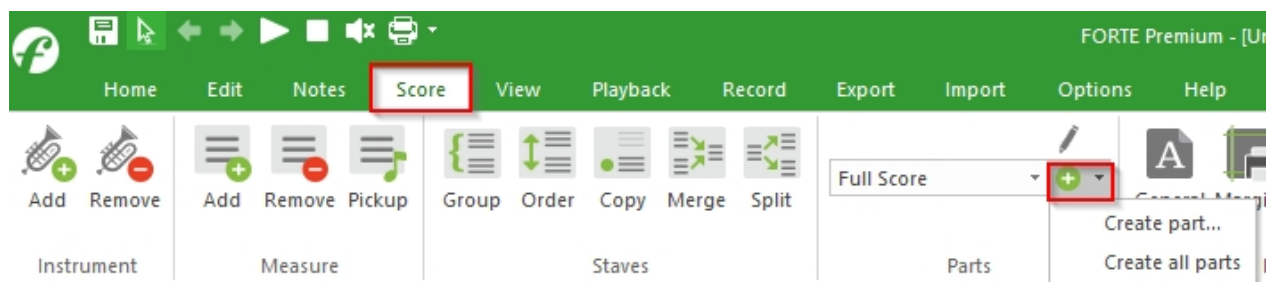 FORTE Premium - [Un
Home Edit Notes Score View Playback Record Export Import Options Help
Full Score
Add Remove Add Remove Pickup Group Order Copy Merge Split
Create part...
Instrument Measure Staves Parts Create all parts